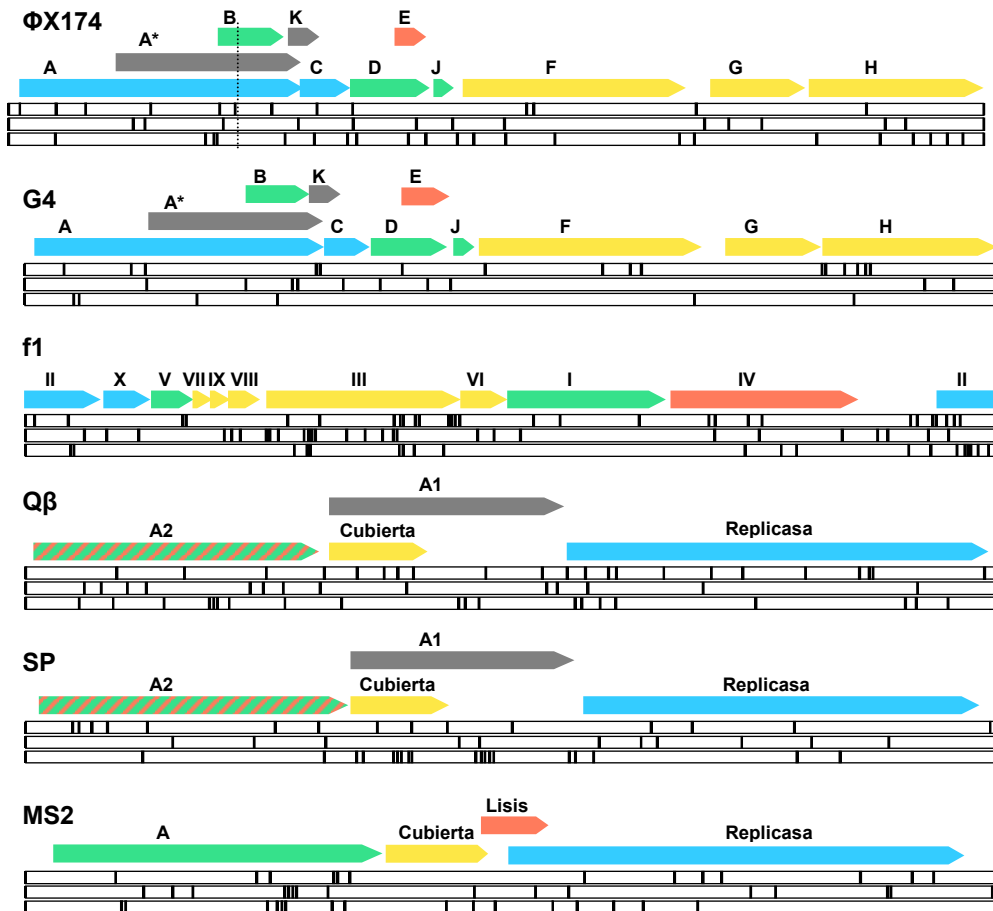 ΦX174
B K E
A*
A C D J F G H
G4
B K E
A*
A C D J F G H
f1
II X V VII IX VIII III VI I IV II
Qβ
A1
A2 Cubierta Replicasa
SP
A1
A2 Cubierta Replicasa
MS2
Lisis
A Cubierta Replicasa